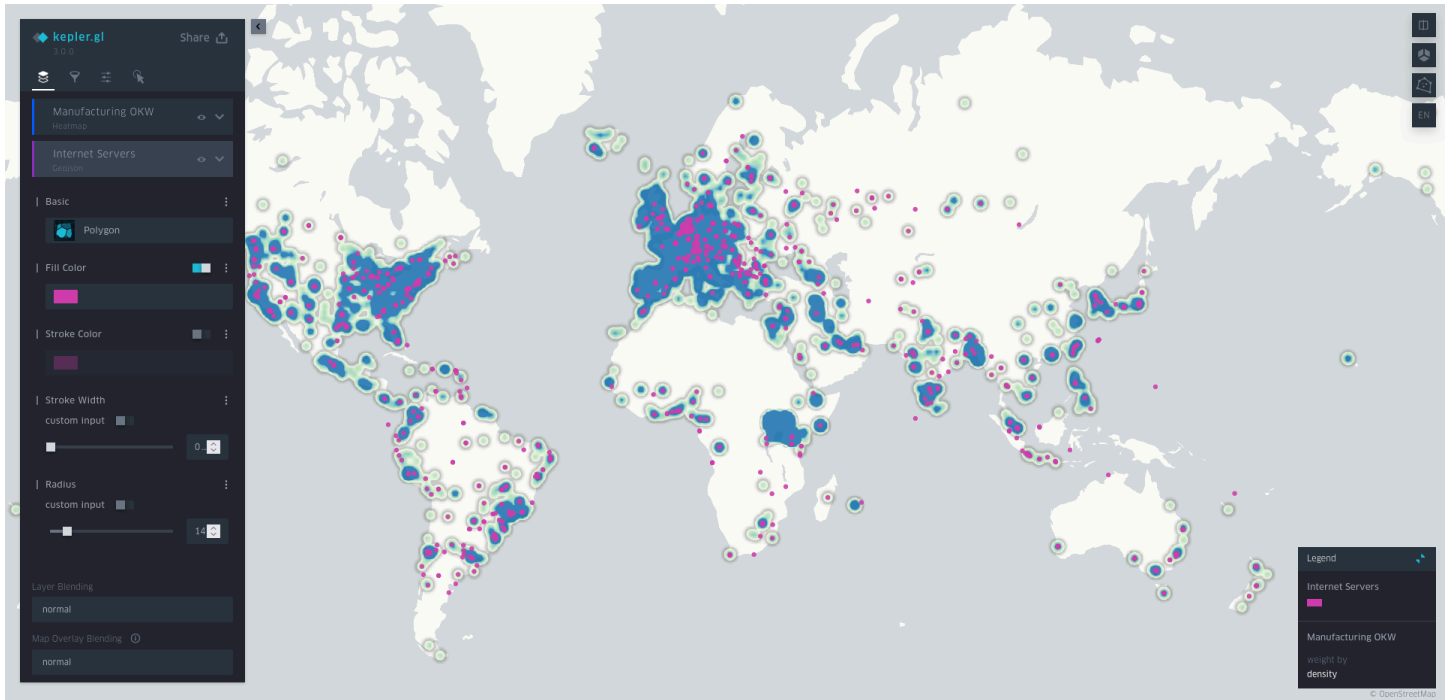 kepler.gl
Share
3.0.0
Manufacturing OKW
Heatmap
Internet Servers
Geojson
Basic
Polygon
Fill Color
Stroke Color
Stroke Width
custom input
0..
Radius
custom input
14
Layer Blending
normal
Map Overlay Blending
normal
EN
Legend
Internet Servers
Manufacturing OKW
weight by
density
© OpenStreetMap